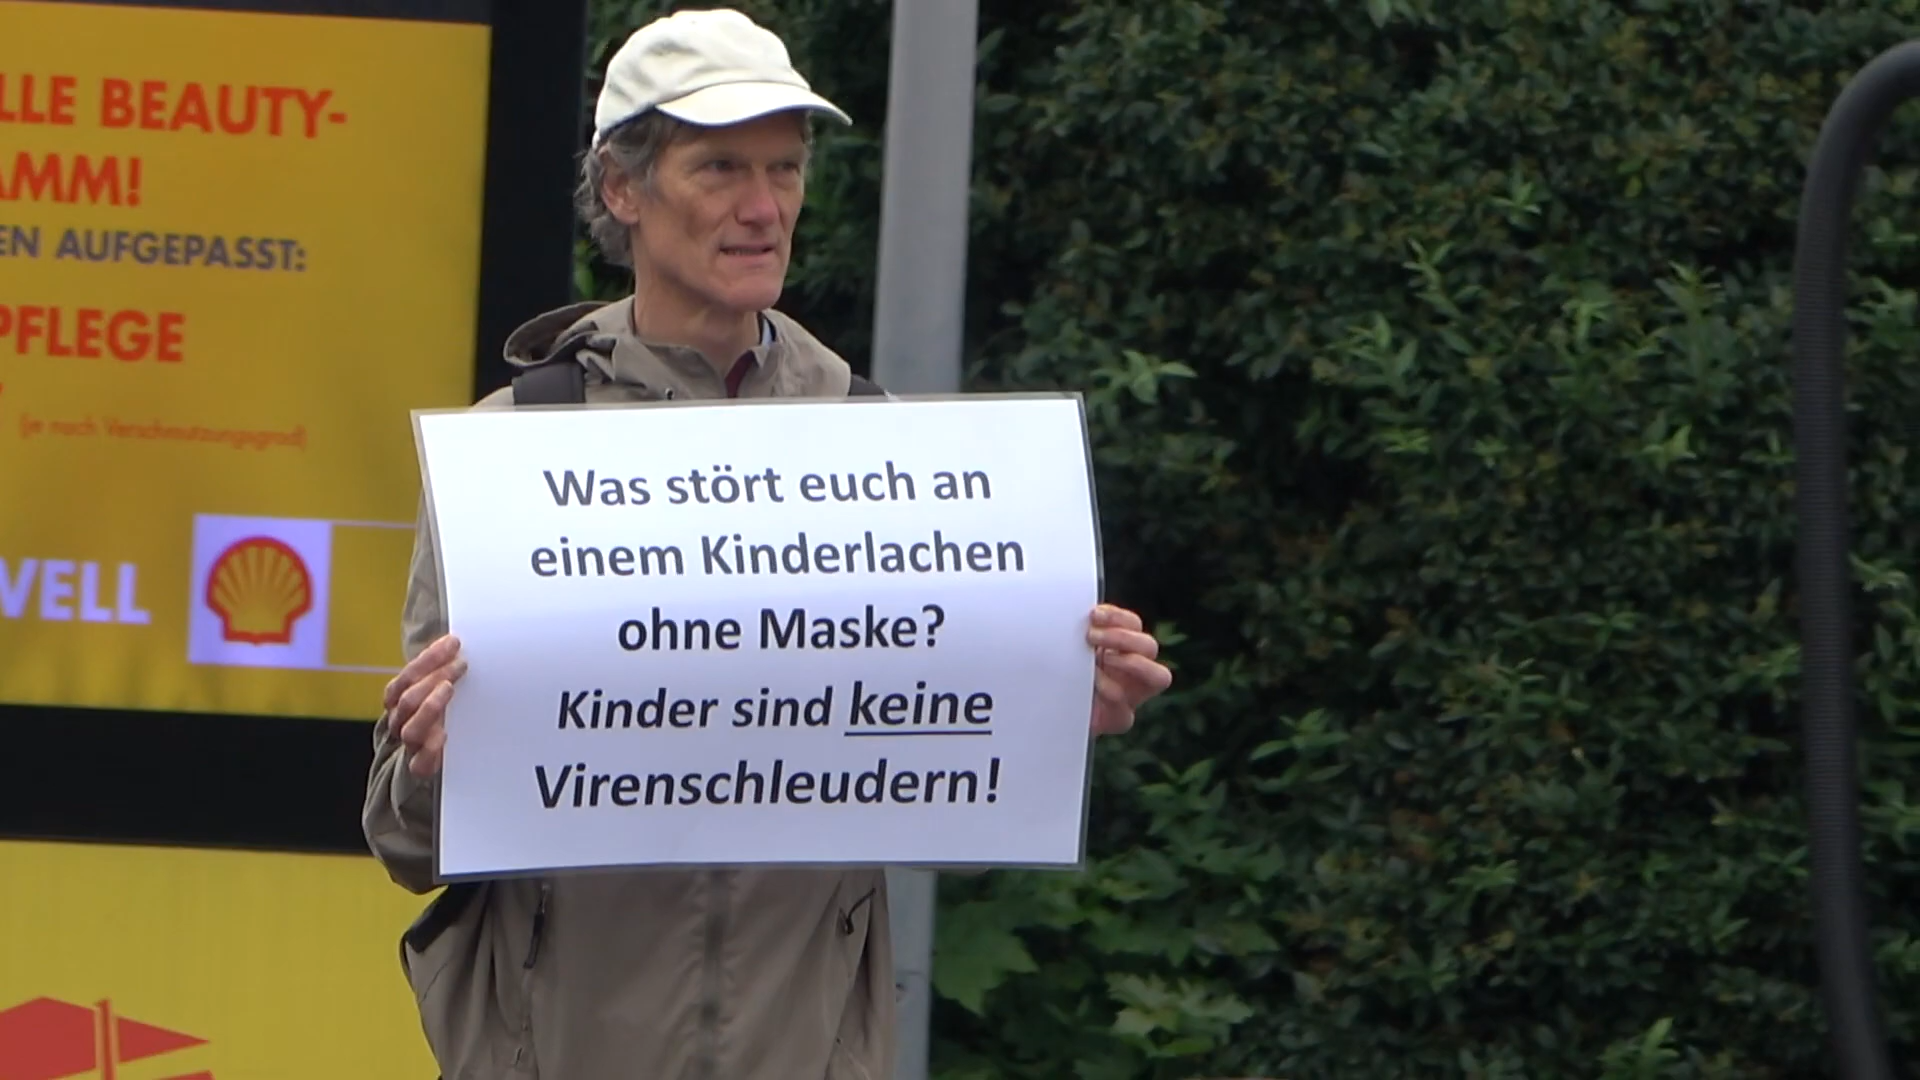 LLE BEAUTY-
AMM!
EN AUFGEPASST:
PFLEGE
(je nach Verschmutzungsgrad)
WELL
Was stört euch an
einem Kinderlachen
ohne Maske?
Kinder sind keine
Virenschleudern!